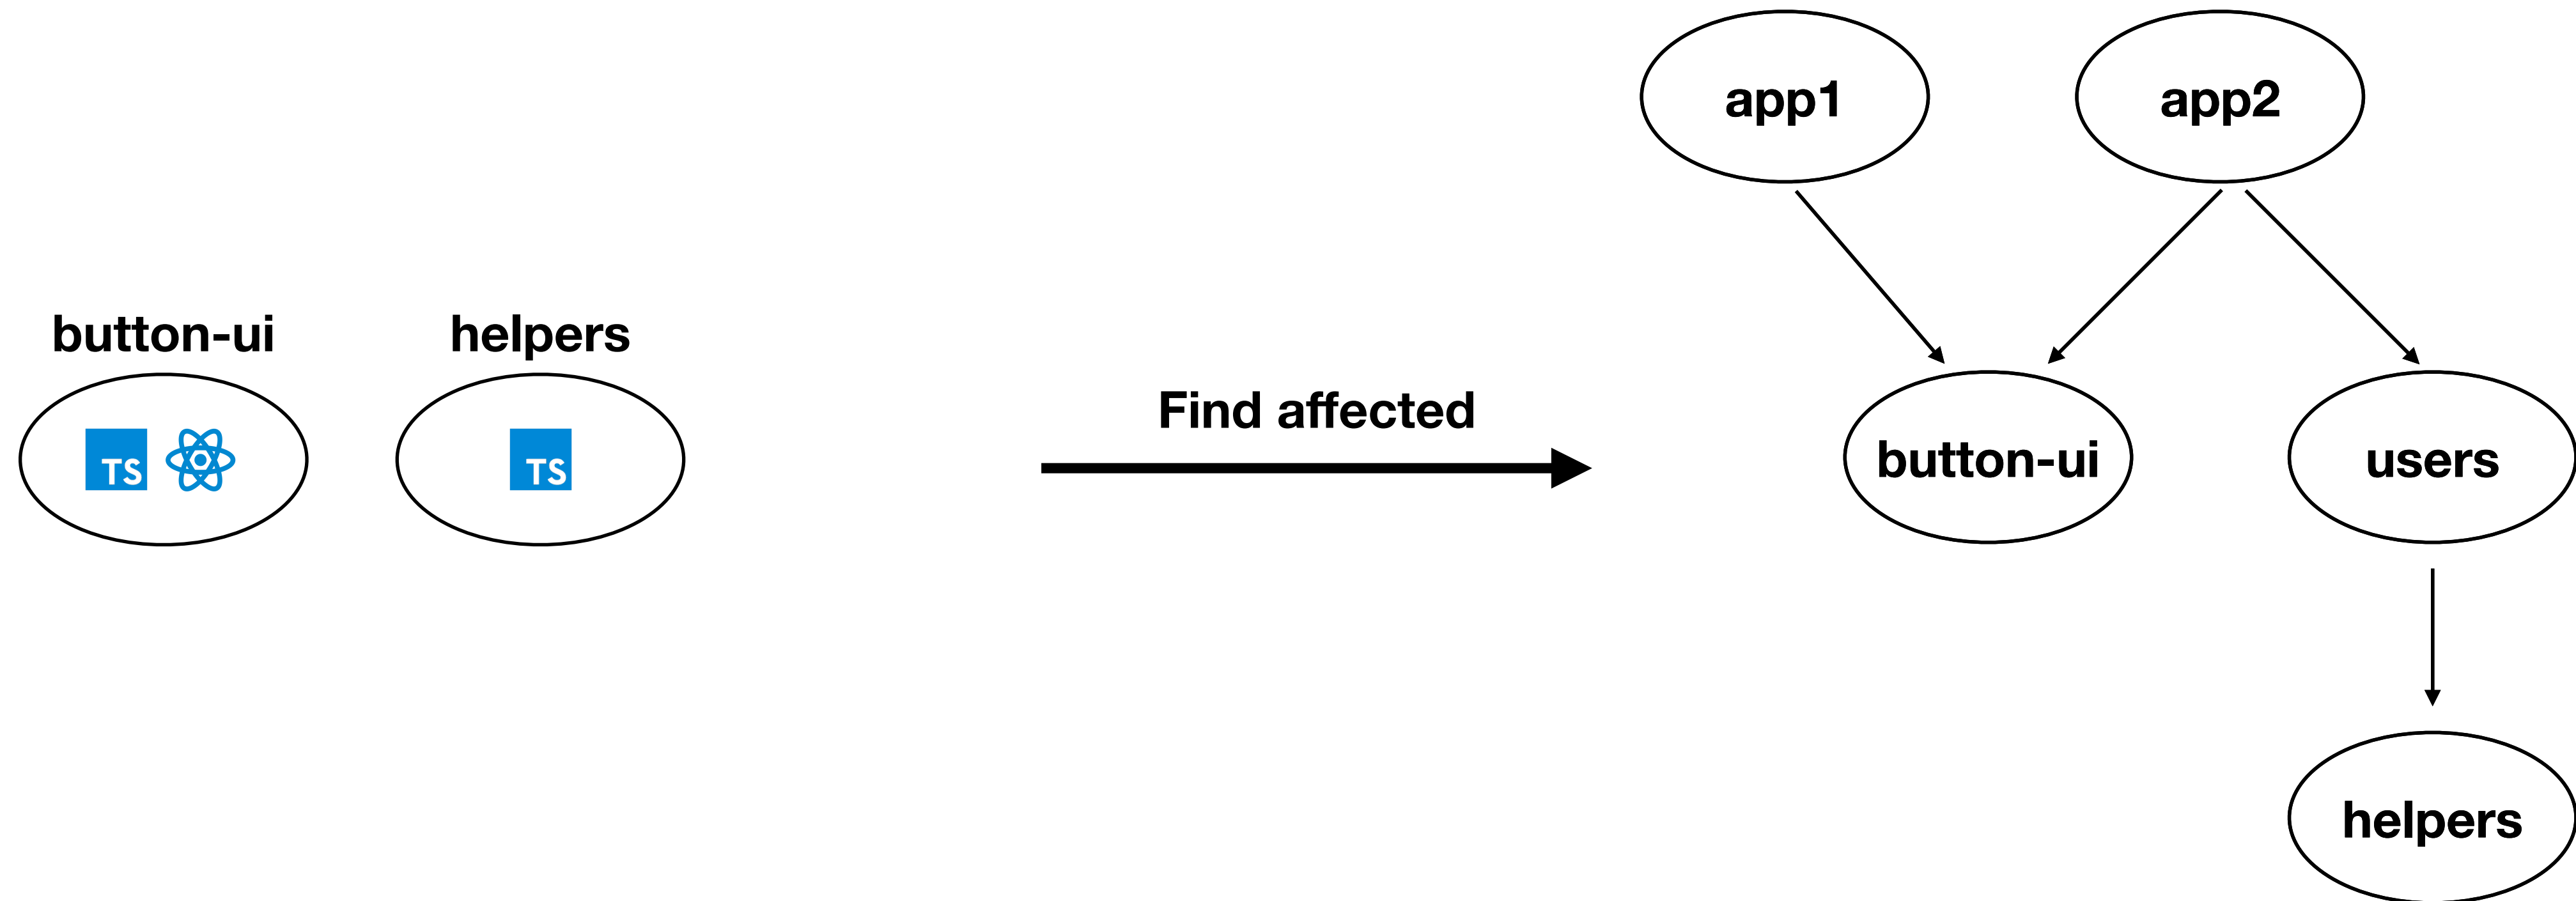 app1
app2
button-ui
helpers
TS
TS
Find affected
button-ui
users
helpers